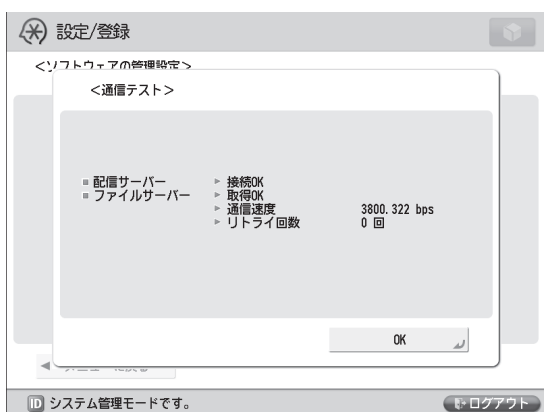 設定/登録
<ソフトウェアの管理設定>
<通信テスト>
配信サーバー ▶ 接続OK
ファイルサーバー ▶ 取得OK
▶ 通信速度 3800.322 bps
▶ リトライ回数 0 回
OK
ID システム管理モードです。
ログアウト